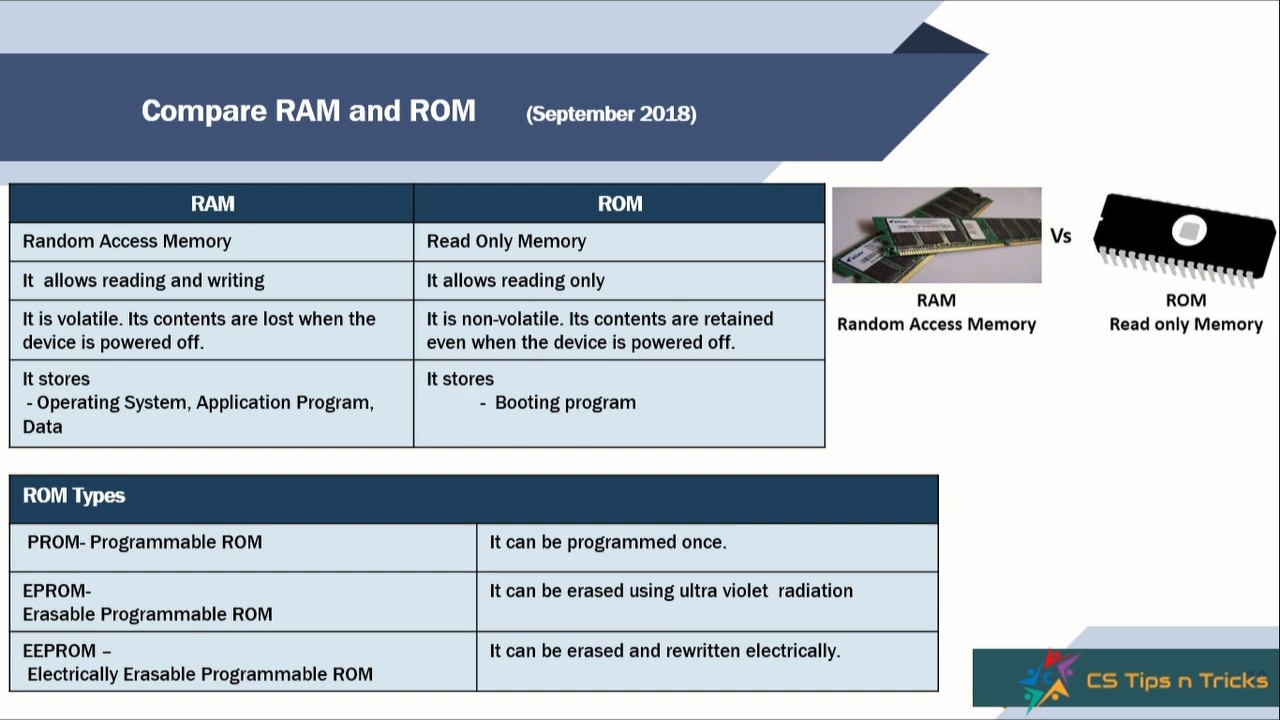 Compare RAM and ROM (September 2018)
RAM ROM
Random Access Memory Read Only Memory
It allows reading and writing It allows reading only
It is volatile. Its contents are lost when the It is non-volatile. Its contents are retained
device is powered off. even when the device is powered off.
It stores It stores
- Operating System, Application Program, - Booting program
Data
Vs
RAM ROM
Random Access Memory Read only Memory
ROM Types
PROM- Programmable ROM It can be programmed once.
EPROM- It can be erased using ultra violet radiation
Erasable Programmable ROM
EEPROM – It can be erased and rewritten electrically.
Electrically Erasable Programmable ROM
CS Tips n Tricks